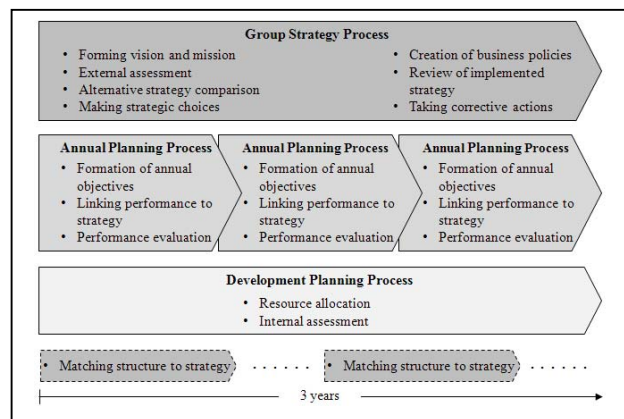 Group Strategy Process
• Forming vision and mission
• External assessment
• Alternative strategy comparison
• Making strategic choices
• Creation of business policies
• Review of implemented
strategy
• Taking corrective actions
Annual Planning Process
• Formation of annual
objectives
• Linking performance to
strategy
• Performance evaluation
Annual Planning Process
• Formation of annual
objectives
• Linking performance to
strategy
• Performance evaluation
Annual Planning Process
• Formation of annual
objectives
• Linking performance to
strategy
• Performance evaluation
Development Planning Process
• Resource allocation
• Internal assessment
• Matching structure to strategy . . . . . . • Matching structure to strategy . . . . . .
3 years